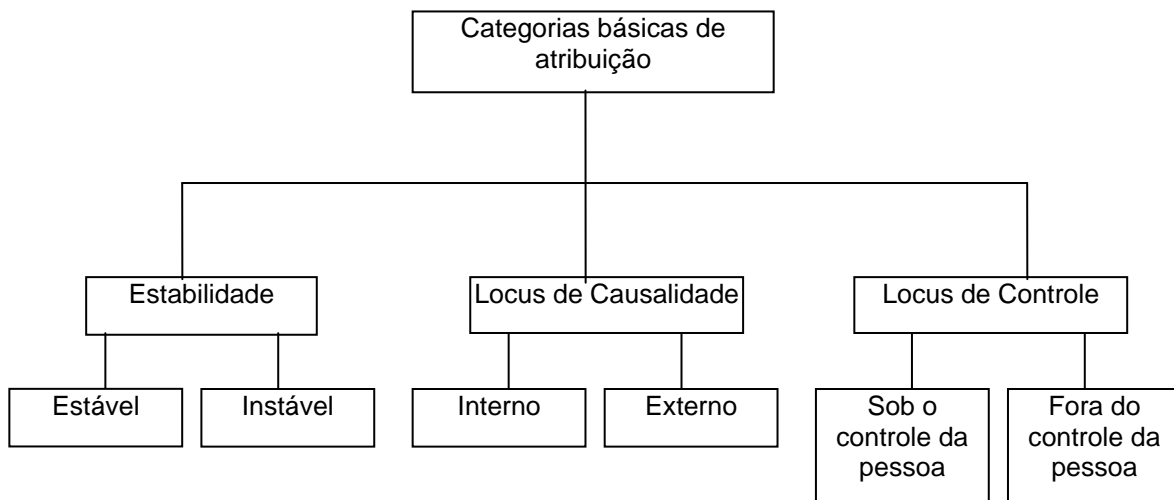 Categorias básicas de
atribuição
Estabilidade
Locus de Causalidade
Locus de Controle
Estável
Instável
Interno
Externo
Sob o
controle da
pessoa
Fora do
controle da
pessoa